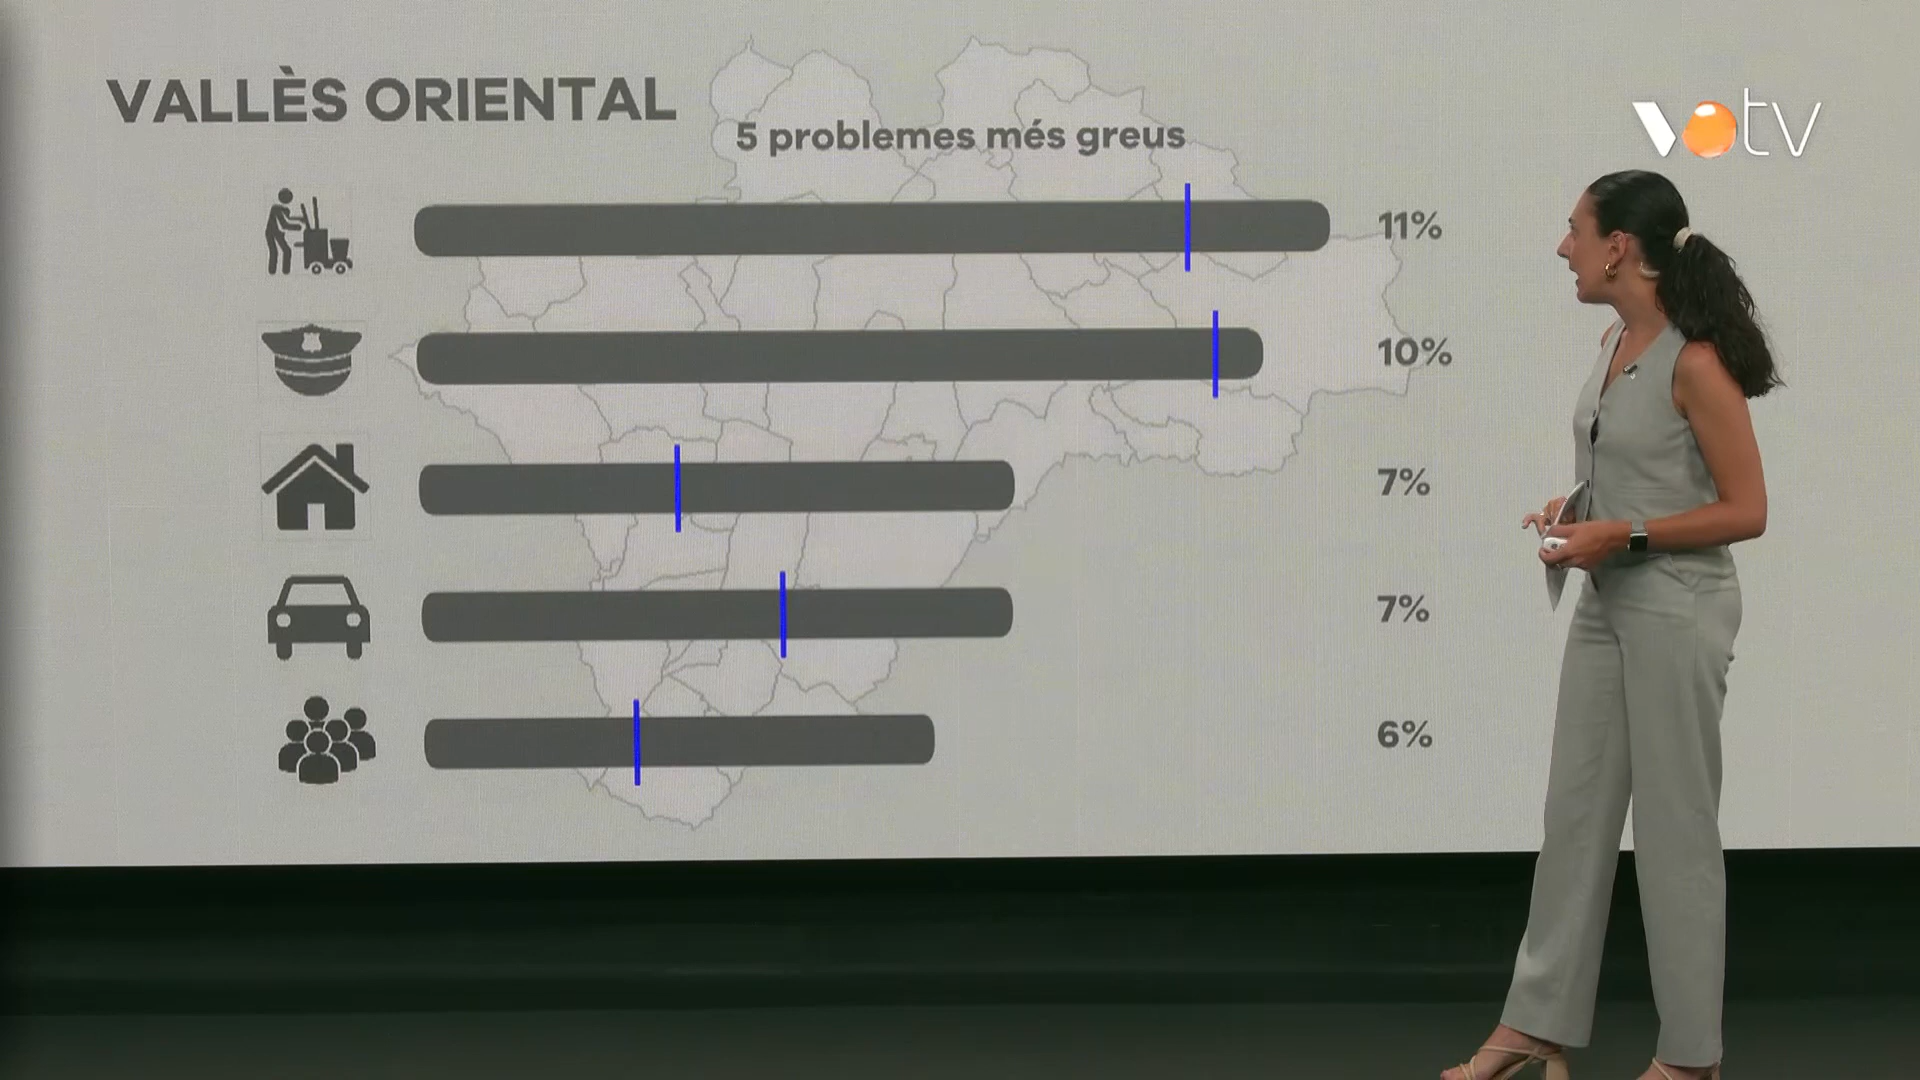 VALLÈS ORIENTAL
votv
5 problemes més greus
11%
10%
7%
7%
6%